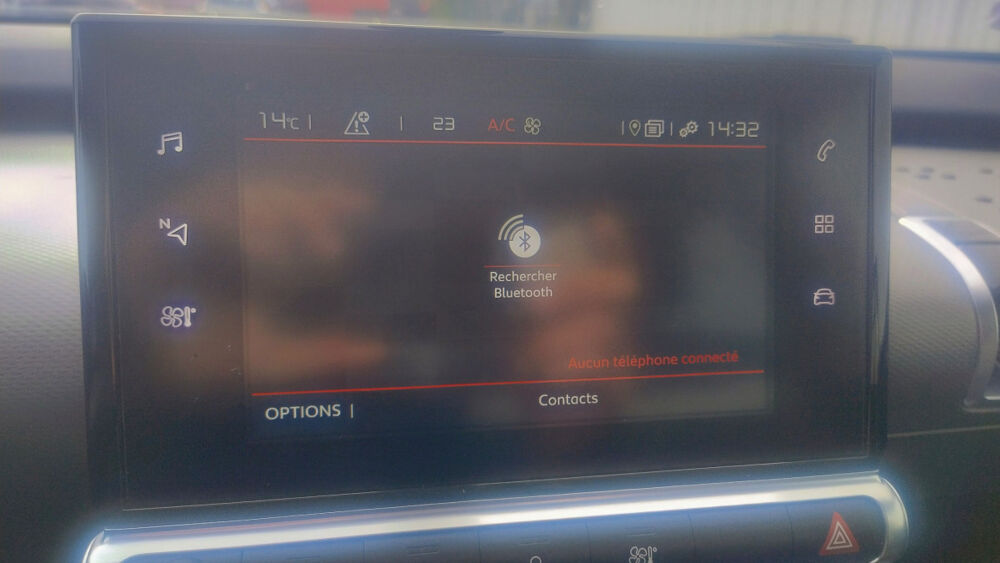 14°C | | 23 A/C | | 14:32
N
Rechercher
Bluetooth
Aucun téléphone connecté
OPTIONS | Contacts